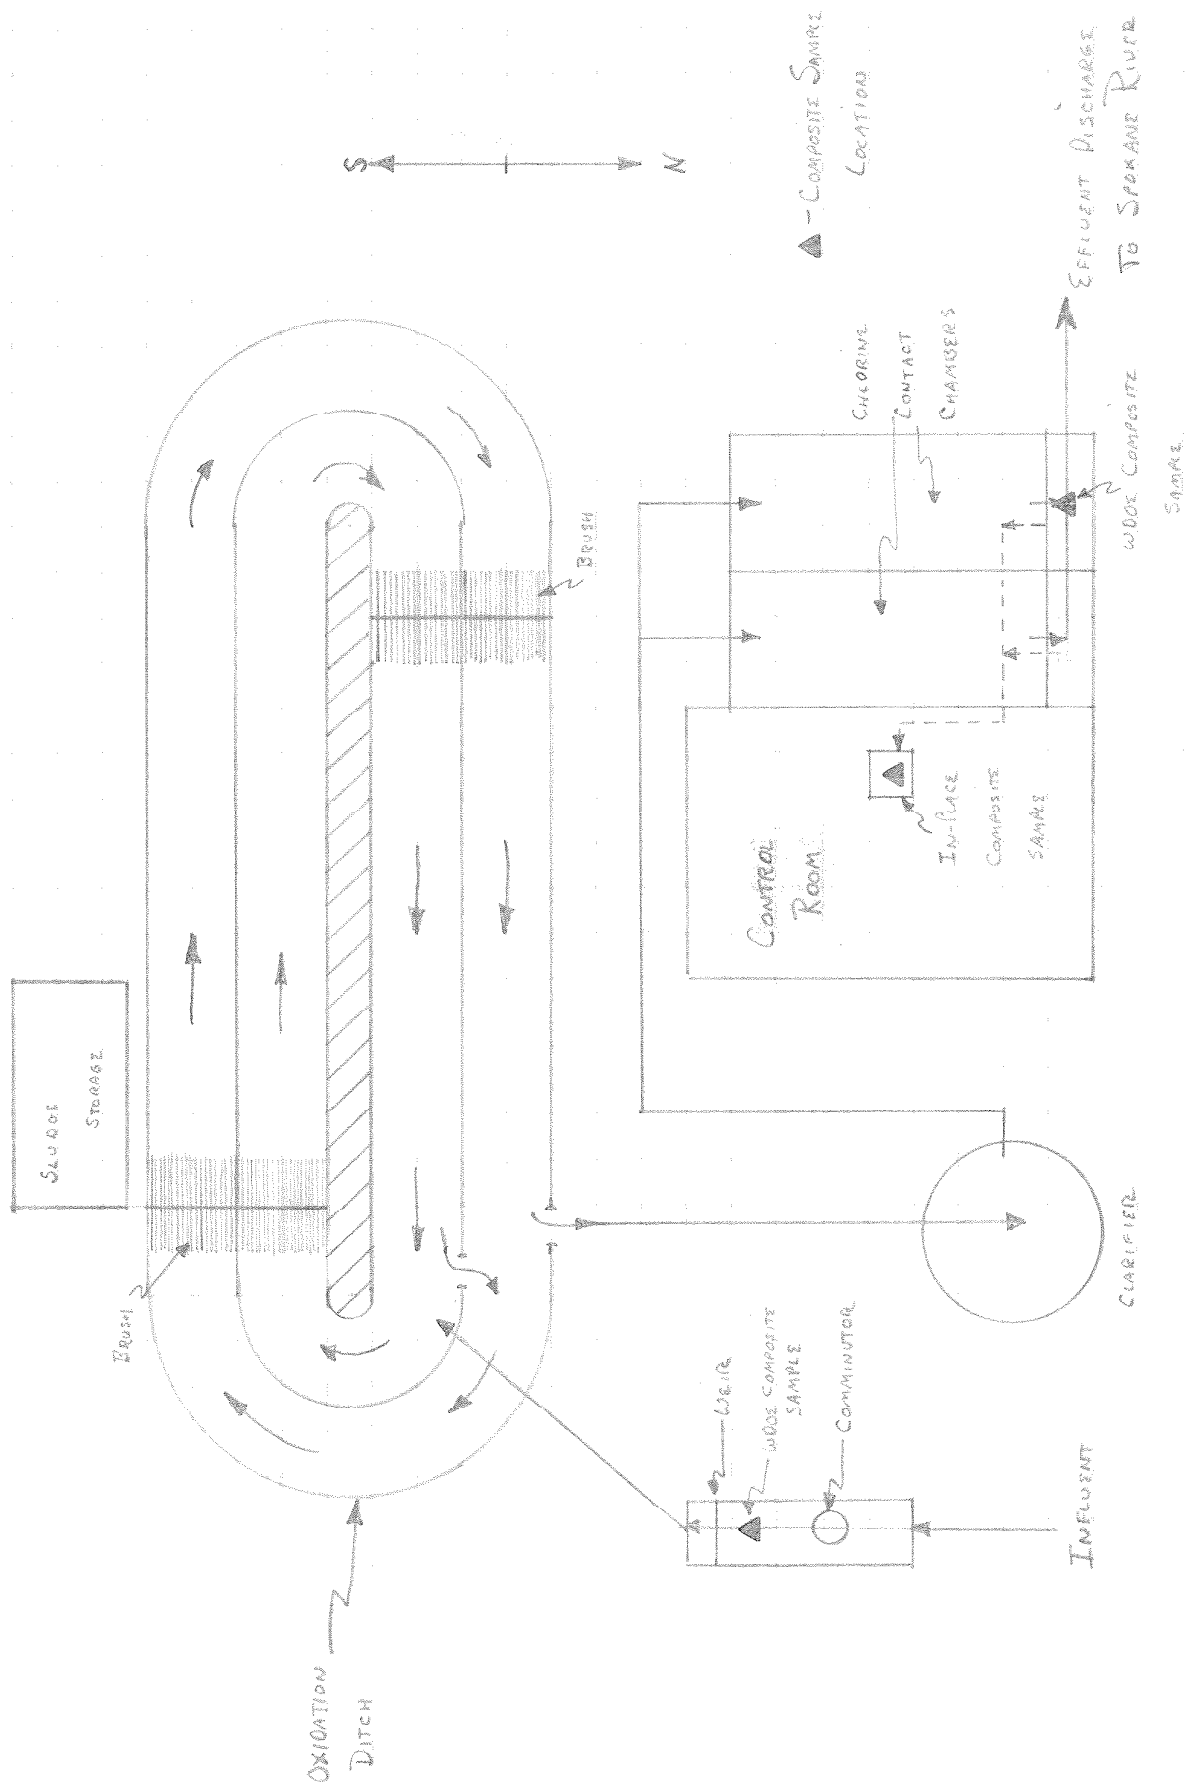 SLUDGE
STORAGE
BRUSH
OXIDATION
DITCH
BRUSH
S
N
▲ - COMPOSITE SAMPLE
LOCATION
INFLUENT
WEIR
WDOE COMPOSITE
SAMPLE
COMMINUTOR
CLARIFIER
CONTROL
ROOM
IN-PLACE
COMPOSITE
SAMPLE
CHLORINE
CONTACT
CHAMBERS
WDOE COMPOSITE
SAMPLE
EFFLUENT DISCHARGE
TO SPOKANE RIVER